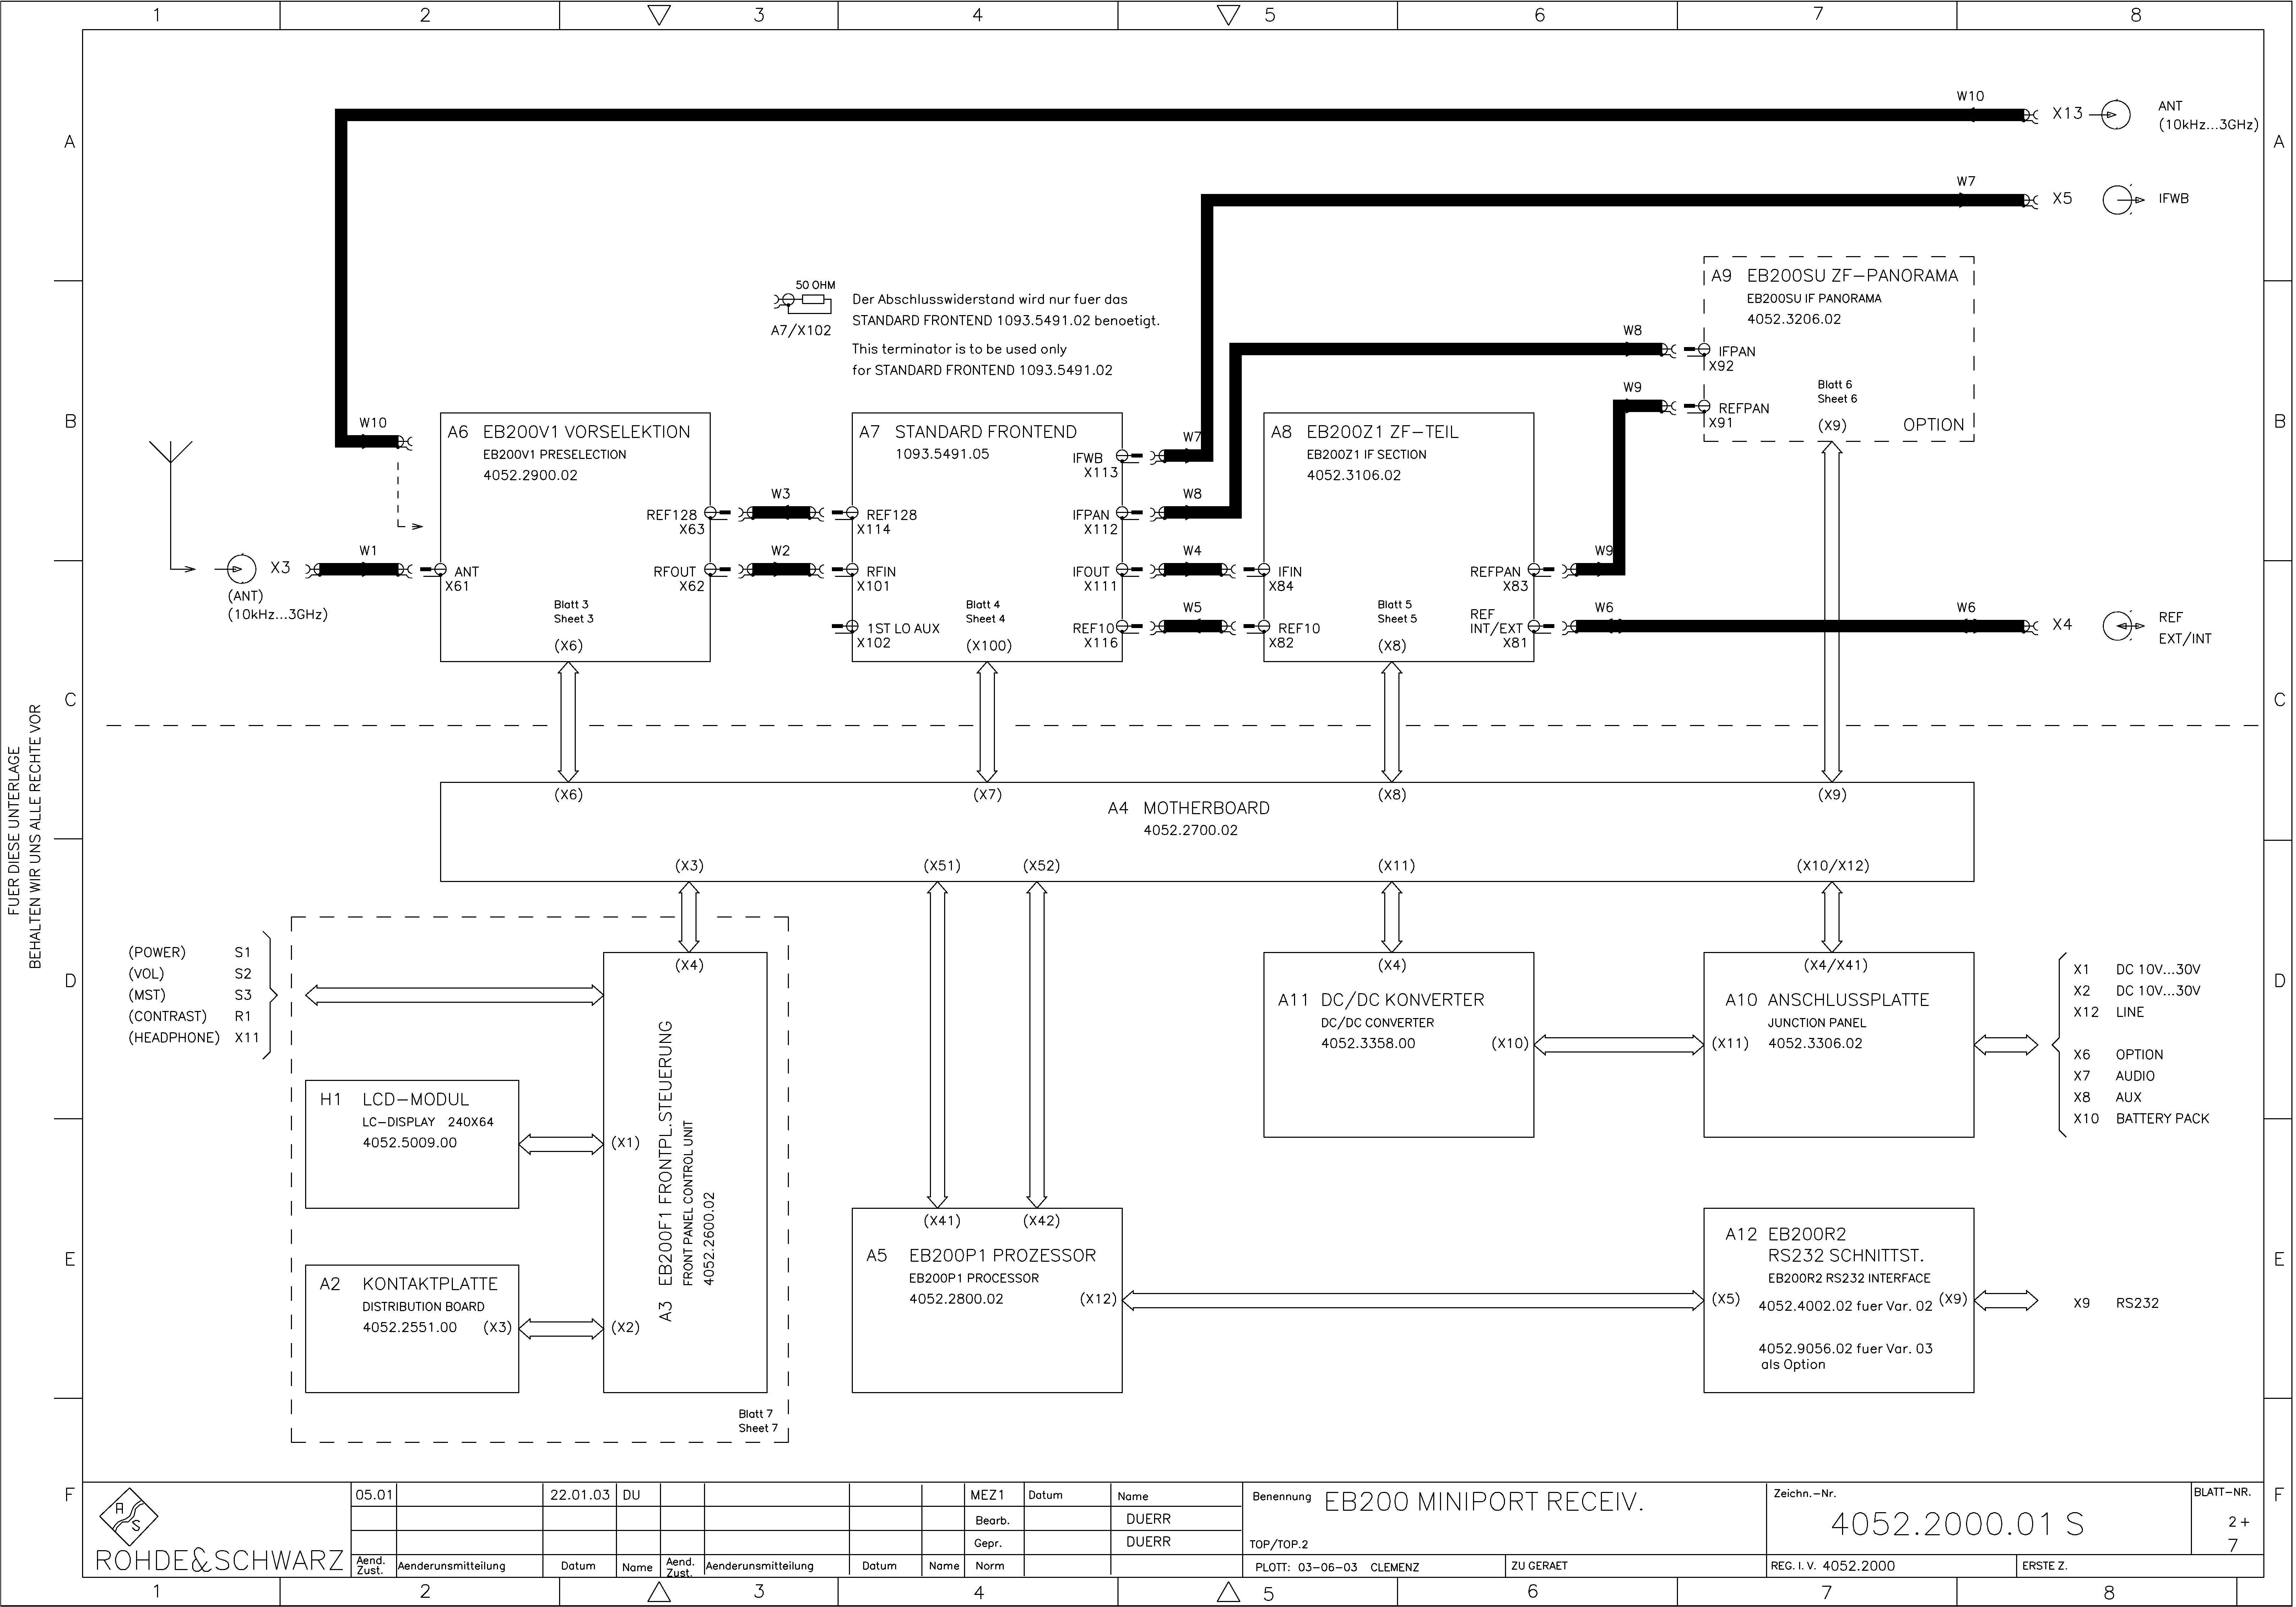 1 2 3 4 5 6 7 8
A A
B B
C C
D D
E E
F F
FUER DIESE UNTERLAGE
BEHALTEN WIR UNS ALLE RECHTE VOR
W10 X13 ANT
(10kHz...3GHz)
W7 X5 IFWB
50 OHM
A7/X102
Der Abschlusswiderstand wird nur fuer das
STANDARD FRONTEND 1093.5491.02 benoetigt.
This terminator is to be used only
for STANDARD FRONTEND 1093.5491.02
A9 EB200SU ZF-PANORAMA
EB200SU IF PANORAMA
4052.3206.02
W8 IFPAN
X92
W9 REFPAN
X91
Blatt 6
Sheet 6
(X9) OPTION
W10
A6 EB200V1 VORSELEKTION
EB200V1 PRESELECTION
4052.2900.02
REF128
X63
RFOUT
X62
ANT
X61
Blatt 3
Sheet 3
(X6)
W1 X3
(ANT)
(10kHz...3GHz)
W3
W2
A7 STANDARD FRONTEND
1093.5491.05
REF128
X114
RFIN
X101
1ST LO AUX
X102
IFWB
X113
IFPAN
X112
IFOUT
X111
REF10
X116
Blatt 4
Sheet 4
(X100)
W7
W8
W4
W5
A8 EB200Z1 ZF-TEIL
EB200Z1 IF SECTION
4052.3106.02
IFIN
X84
REF10
X82
REFPAN
X83
REF
INT/EXT
X81
Blatt 5
Sheet 5
(X8)
W9
W6 W6 X4 REF
EXT/INT
(X6) (X7) (X8) (X9)
A4 MOTHERBOARD
4052.2700.02
(X3) (X51) (X52) (X11) (X10/X12)
(POWER) S1
(VOL) S2
(MST) S3
(CONTRAST) R1
(HEADPHONE) X11
(X4)
A3 EB200F1 FRONTPL.STEUERUNG
FRONT PANEL CONTROL UNIT
4052.2600.02
H1 LCD-MODUL
LC-DISPLAY 240X64
4052.5009.00
(X1)
A2 KONTAKTPLATTE
DISTRIBUTION BOARD
4052.2551.00 (X3) (X2)
Blatt 7
Sheet 7
(X41) (X42)
A5 EB200P1 PROZESSOR
EB200P1 PROCESSOR
4052.2800.02 (X12)
(X4)
A11 DC/DC KONVERTER
DC/DC CONVERTER
4052.3358.00 (X10)
(X4/X41)
A10 ANSCHLUSSPLATTE
JUNCTION PANEL
(X11) 4052.3306.02
X1 DC 10V...30V
X2 DC 10V...30V
X12 LINE
X6 OPTION
X7 AUDIO
X8 AUX
X10 BATTERY PACK
A12 EB200R2
RS232 SCHNITTST.
EB200R2 RS232 INTERFACE
(X5) 4052.4002.02 fuer Var. 02 (X9)
4052.9056.02 fuer Var. 03
als Option
X9 RS232
R S
ROHDE&SCHWARZ
05.01 22.01.03 DU
Aend.
Zust. Aenderunsmitteilung Datum Name
Aend.
Zust. Aenderunsmitteilung Datum Name
MEZ1 Datum Name
Bearb. DUERR
Gepr. DUERR
Norm
Benennung EB200 MINIPORT RECEIV.
TOP/TOP.2
PLOTT: 03-06-03 CLEMENZ ZU GERAET
Zeichn.-Nr.
4052.2000.01 S
REG. I. V. 4052.2000 ERSTE Z.
BLATT-NR.
2 +
7
1 2 3 4 5 6 7 8